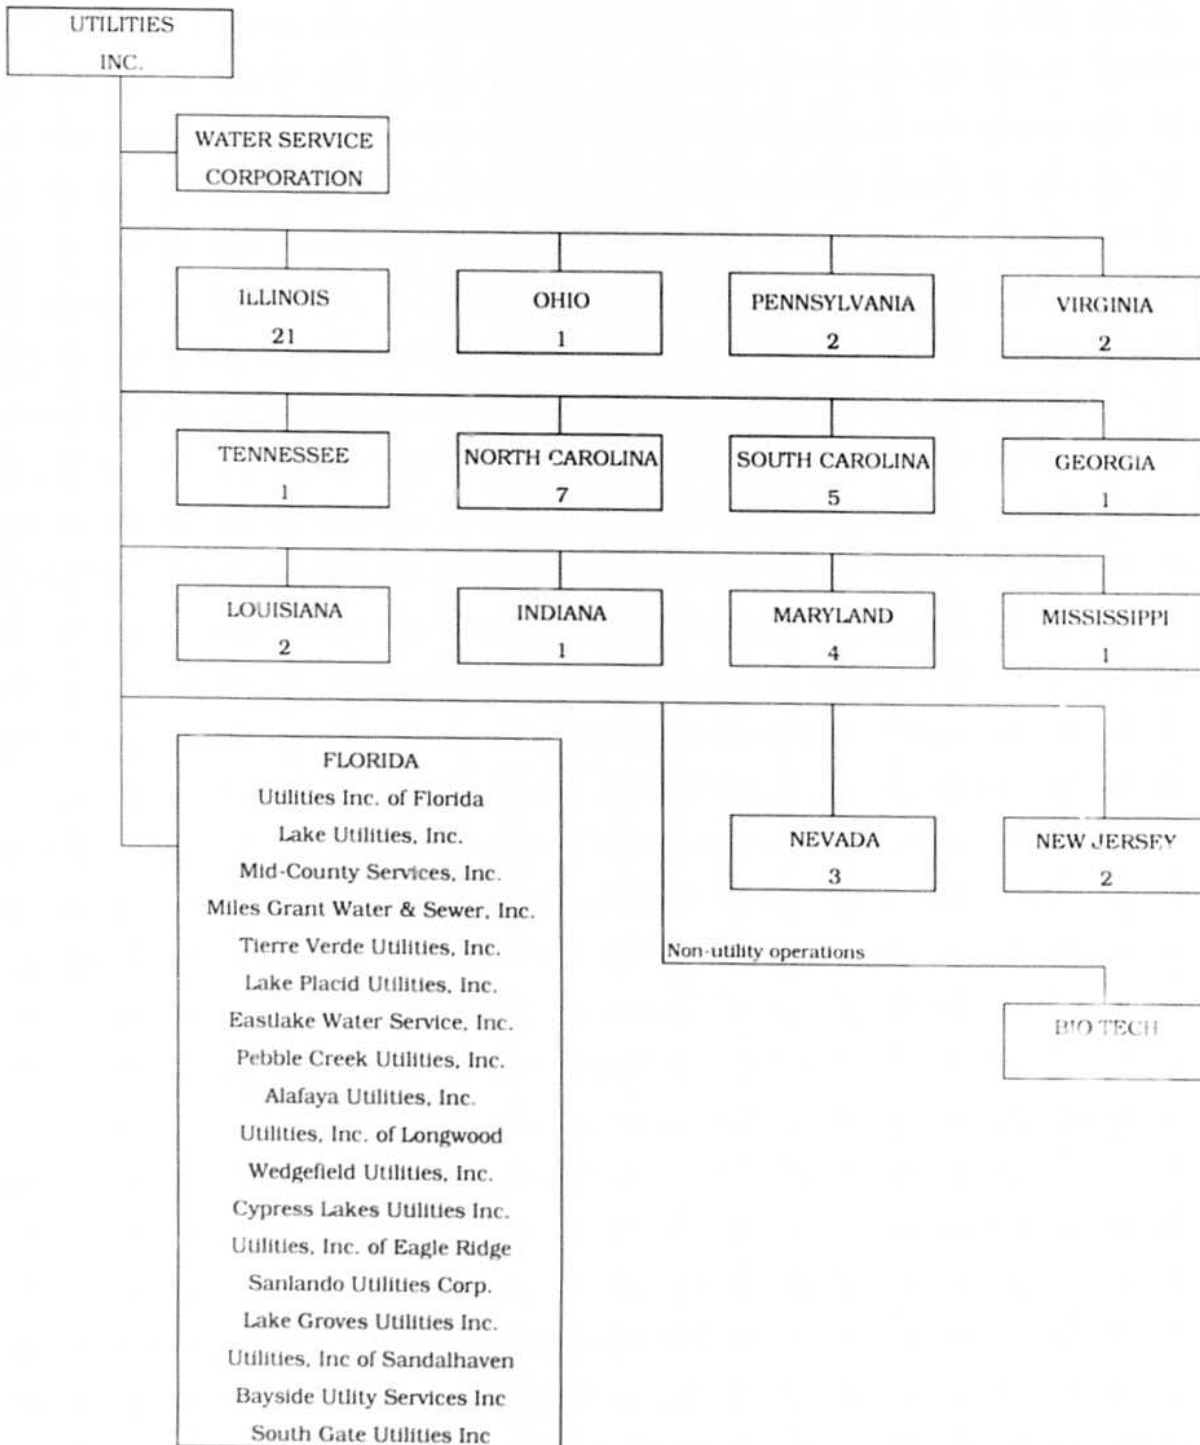 UTILITIES
INC.
WATER SERVICE
CORPORATION
ILLINOIS
21
OHIO
1
PENNSYLVANIA
2
VIRGINIA
2
TENNESSEE
1
NORTH CAROLINA
7
SOUTH CAROLINA
5
GEORGIA
1
LOUISIANA
2
INDIANA
1
MARYLAND
4
MISSISSIPPI
1
FLORIDA
Utilities Inc. of Florida
Lake Utilities, Inc.
Mid-County Services, Inc.
Miles Grant Water & Sewer, Inc.
Tierre Verde Utilities, Inc.
Lake Placid Utilities, Inc.
Eastlake Water Service, Inc.
Pebble Creek Utilities, Inc.
Alafaya Utilities, Inc.
Utilities, Inc. of Longwood
Wedgefield Utilities, Inc.
Cypress Lakes Utilities Inc.
Utilities, Inc. of Eagle Ridge
Sanlando Utilities Corp.
Lake Groves Utilities Inc.
Utilities, Inc of Sandalhaven
Bayside Utlity Services Inc
South Gate Utilities Inc
NEVADA
3
NEW JERSEY
2
Non-utility operations
BIO TECH